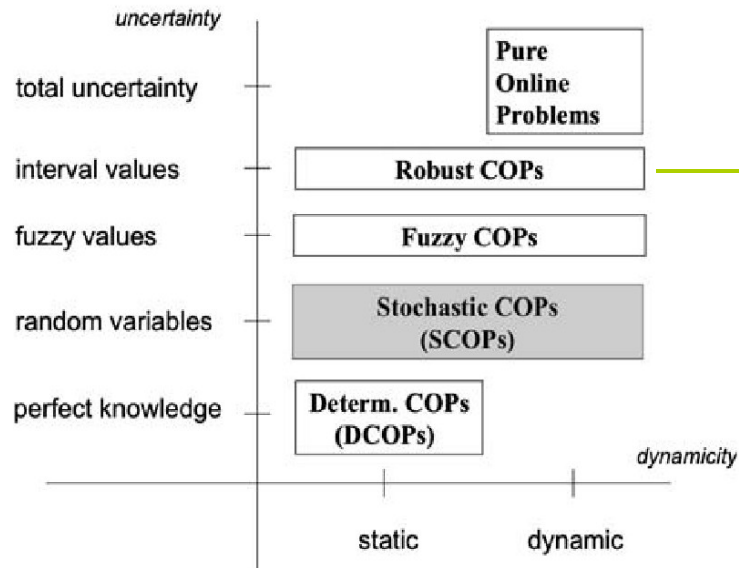 uncertainty
total uncertainty
Pure
Online
Problems
interval values
Robust COPs
fuzzy values
Fuzzy COPs
random variables
Stochastic COPs
(SCOPs)
perfect knowledge
Determ. COPs
(DCOPs)
dynamicity
static
dynamic